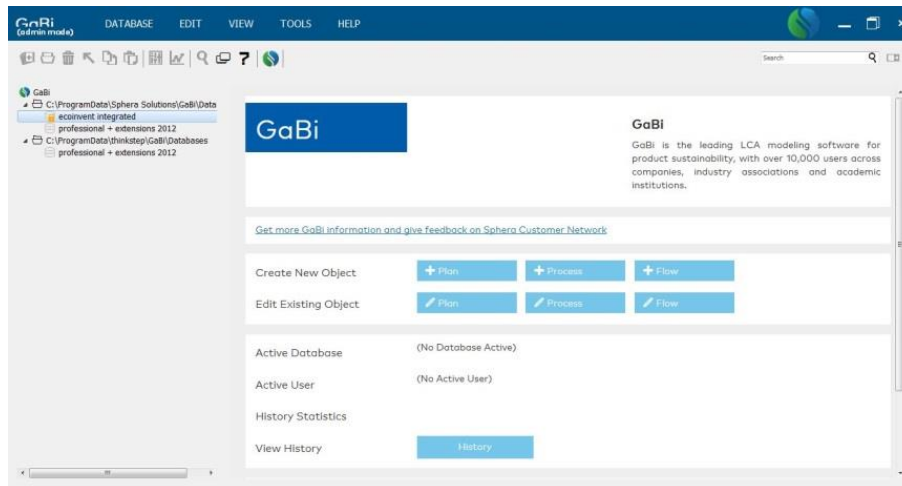 GaBi
(admin mode)
DATABASE EDIT VIEW TOOLS HELP
?
Search
GaBi
C:\ProgramData\Sphera Solutions\GaBi\Data
ecoinvent integrated
professional + extensions 2012
C:\ProgramData\thinkstep\GaBi\Databases
professional + extensions 2012
GaBi
GaBi
GaBi is the leading LCA modeling software for
product sustainability, with over 10,000 users across
companies, industry associations and academic
institutions.
Get more GaBi information and give feedback on Sphera Customer Network
Create New Object
+ Plan
+ Process
+ Flow
Edit Existing Object
Plan
Process
Flow
Active Database
(No Database Active)
Active User
(No Active User)
History Statistics
View History
History